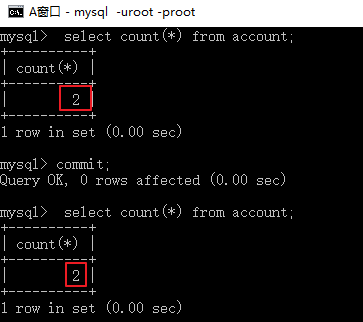 A窗口 - mysql  -uroot -proot
mysql>  select count(*) from account;
+----------+
| count(*) |
+----------+
|        2 |
+----------+
1 row in set (0.00 sec)
mysql> commit;
Query OK, 0 rows affected (0.00 sec)
mysql>  select count(*) from account;
+----------+
| count(*) |
+----------+
|        2 |
+----------+
1 row in set (0.00 sec)